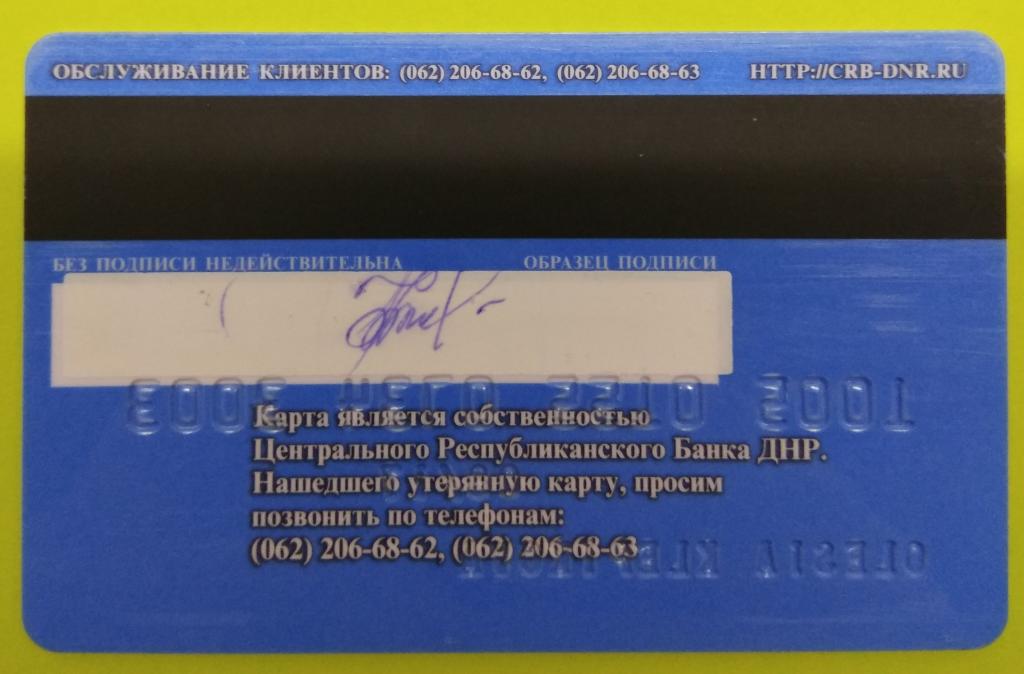 ОБСЛУЖИВАНИЕ КЛИЕНТОВ: (062) 206-68-62, (062) 206-68-63 HTTP://CRB-DNR.RU
БЕЗ ПОДПИСИ НЕДЕЙСТВИТЕЛЬНА ОБРАЗЕЦ ПОДПИСИ
Карта является собственностью
Центрального Республиканского Банка ДНР.
Нашедшего утерянную карту, просим
позвонить по телефонам:
(062) 206-68-62, (062) 206-68-63
OLESIA